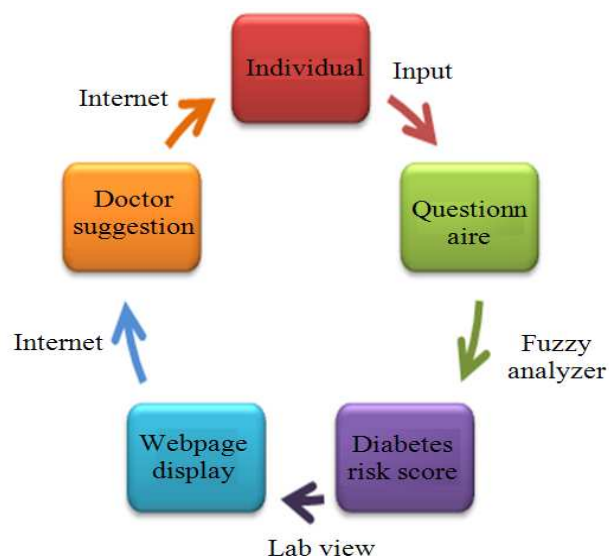 Individual
Input
Internet
Doctor
suggestion
Questionn
aire
Internet
Fuzzy
analyzer
Webpage
display
Diabetes
risk score
Lab view